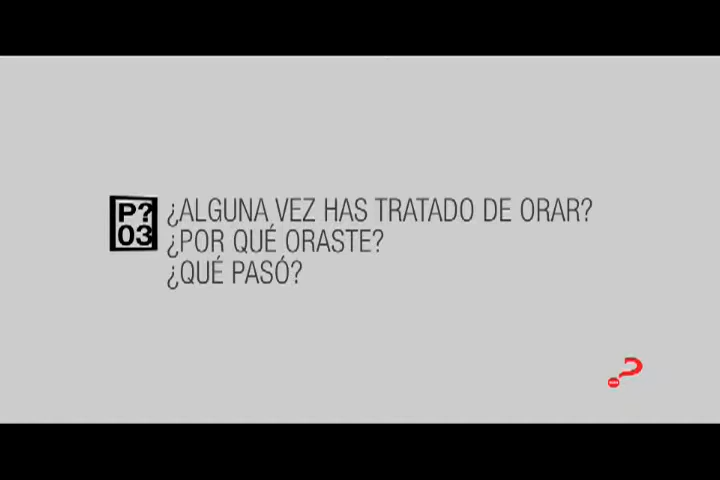 P?
03
¿ALGUNA VEZ HAS TRATADO DE ORAR?
¿POR QUÉ ORASTE?
¿QUÉ PASÓ?
?